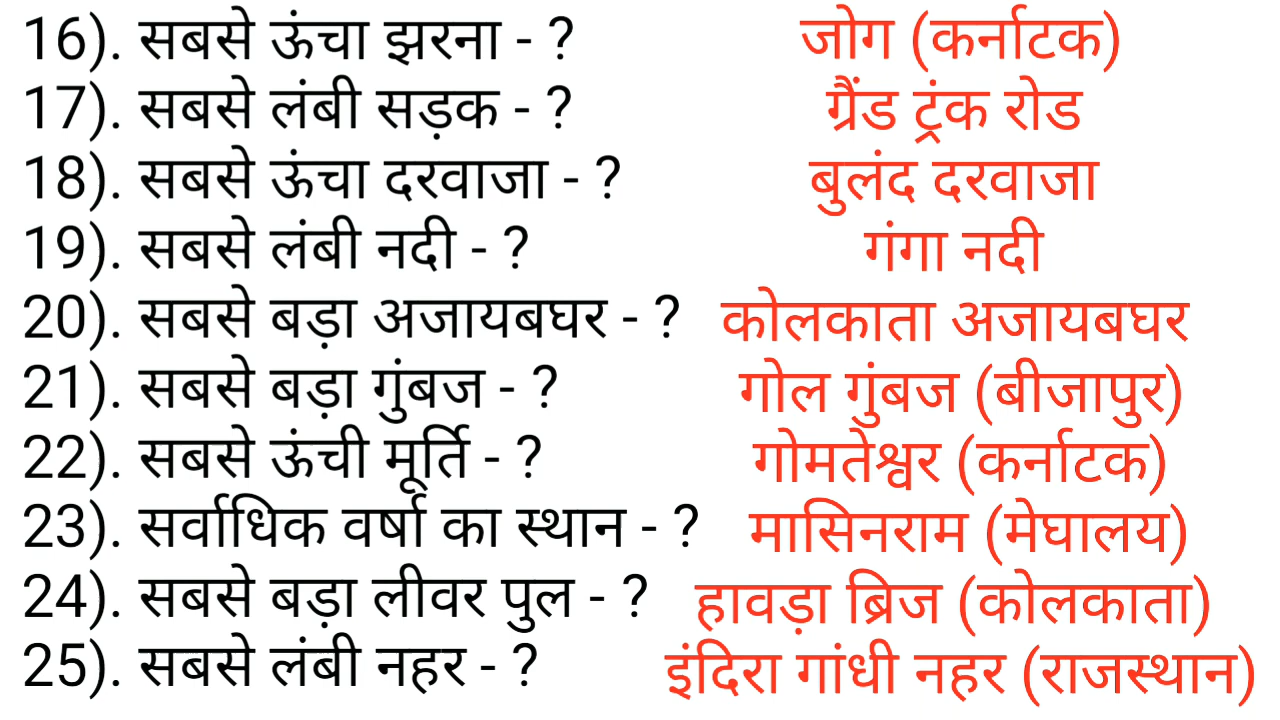 16). सबसे ऊंचा झरना - ? जोग (कर्नाटक)
17). सबसे लंबी सड़क - ? ग्रैंड ट्रंक रोड
18). सबसे ऊंचा दरवाजा - ? बुलंद दरवाजा
19). सबसे लंबी नदी - ? गंगा नदी
20). सबसे बड़ा अजायबघर - ? कोलकाता अजायबघर
21). सबसे बड़ा गुंबज - ? गोल गुंबज (बीजापुर)
22). सबसे ऊंची मूर्ति - ? गोमतेश्वर (कर्नाटक)
23). सर्वाधिक वर्षा का स्थान - ? मासिनराम (मेघालय)
24). सबसे बड़ा लीवर पुल - ? हावड़ा ब्रिज (कोलकाता)
25). सबसे लंबी नहर - ? इंदिरा गांधी नहर (राजस्थान)